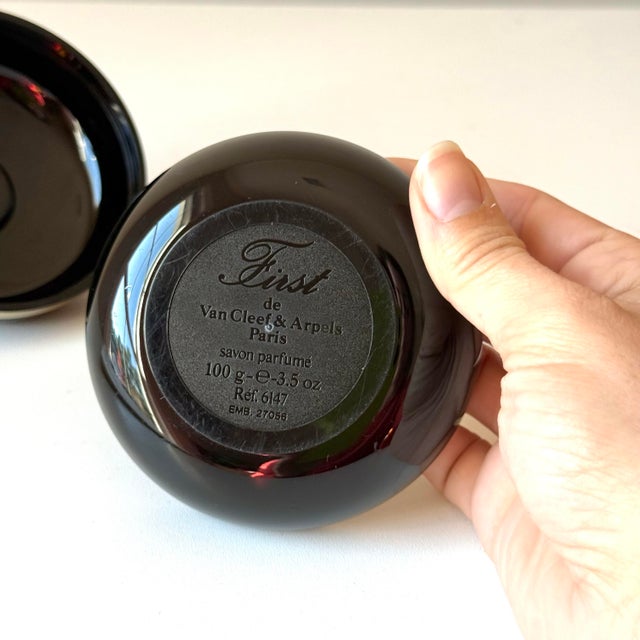 First
de
Van Cleef & Arpels
Paris
savon parfumé
100 g-e-3.5 oz
Réf. 6147
EMB. 27056